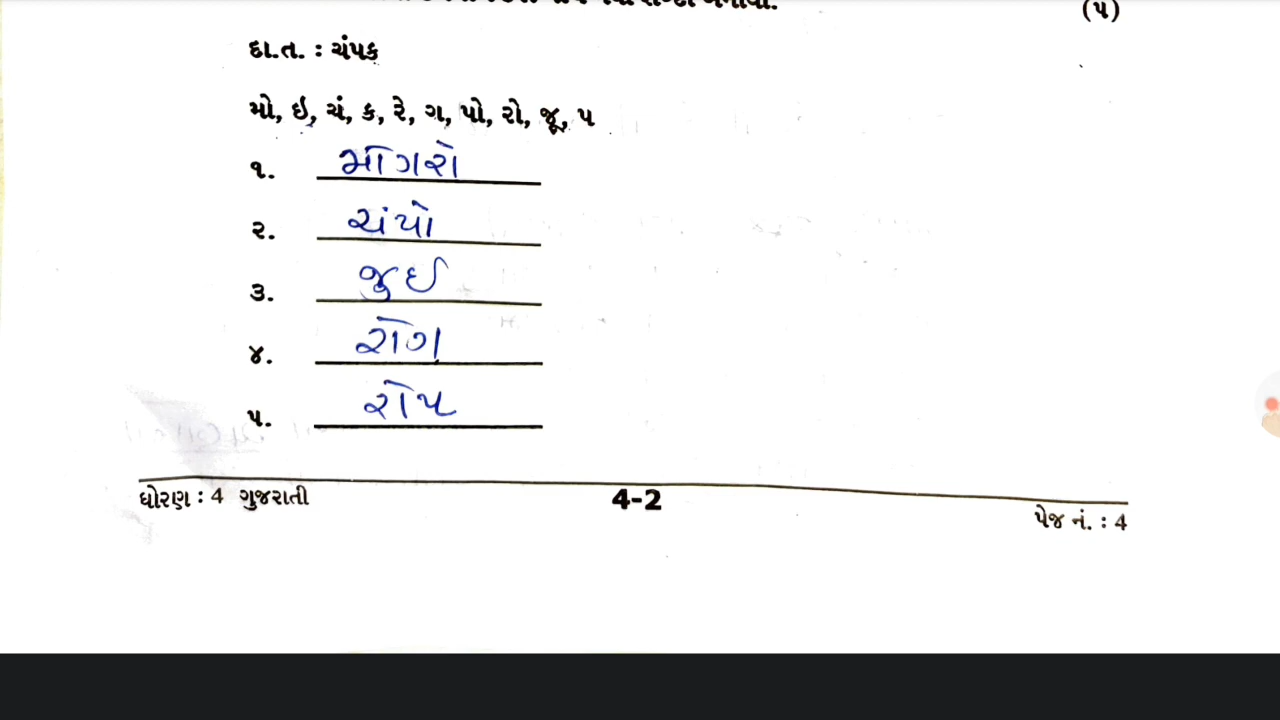 (૫)
દા.ત. : ચંપક
મો, ઇ, ચં, ક, રે, ગ, પો, રો, જૂ, પ
૧. મોગરો
૨. ચંપો
૩. જુઈ
૪. રોગ
૫. રોપ
ધોરણ : 4 ગુજરાતી 4-2 પેજ નં. : 4